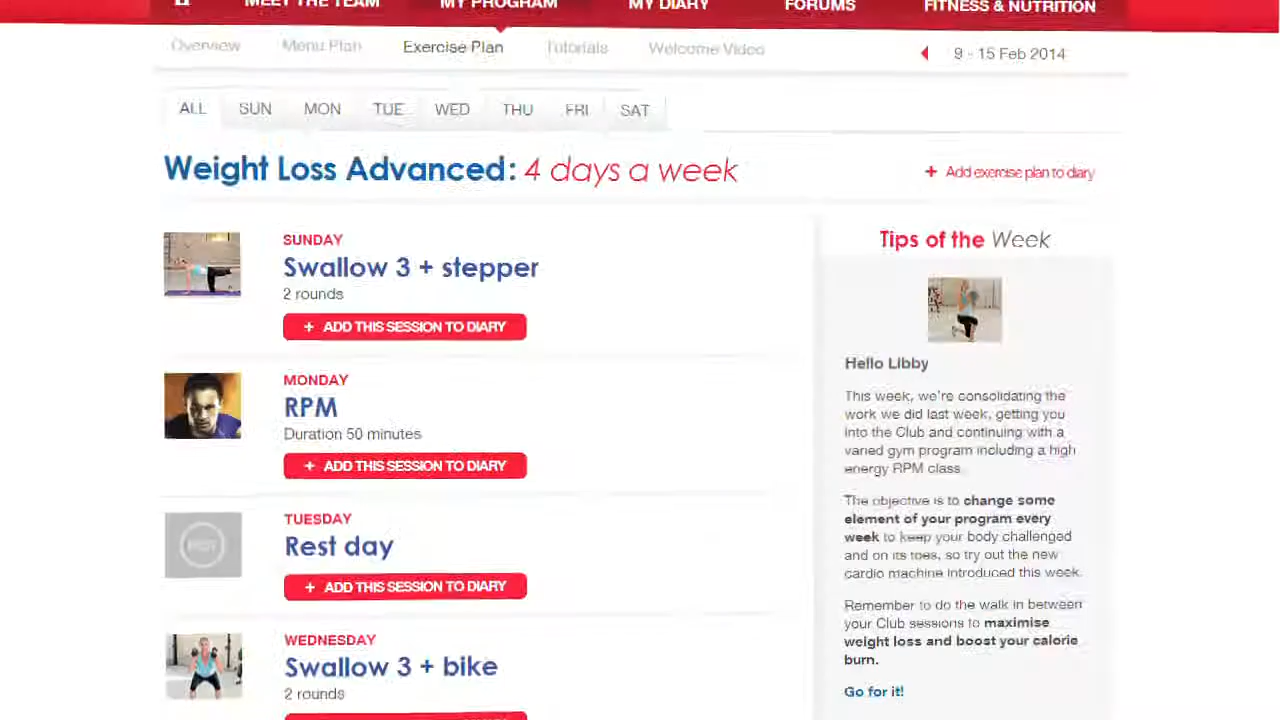 MEET THE TEAM MY PROGRAM MY DIARY FORUMS FITNESS & NUTRITION
Overview Menu Plan Exercise Plan Tutorials Welcome Video 9 - 15 Feb 2014
ALL SUN MON TUE WED THU FRI SAT
Weight Loss Advanced: 4 days a week
+ Add exercise plan to diary
SUNDAY
Swallow 3 + stepper
2 rounds
+ ADD THIS SESSION TO DIARY
MONDAY
RPM
Duration 50 minutes
+ ADD THIS SESSION TO DIARY
REST
TUESDAY
Rest day
+ ADD THIS SESSION TO DIARY
WEDNESDAY
Swallow 3 + bike
2 rounds
Tips of the Week
Hello Libby
This week, we're consolidating the
work we did last week, getting you
into the Club and continuing with a
varied gym program including a high
energy RPM class.
The objective is to change some
element of your program every
week to keep your body challenged
and on its toes, so try out the new
cardio machine introduced this week.
Remember to do the walk in between
your Club sessions to maximise
weight loss and boost your calorie
burn.
Go for it!